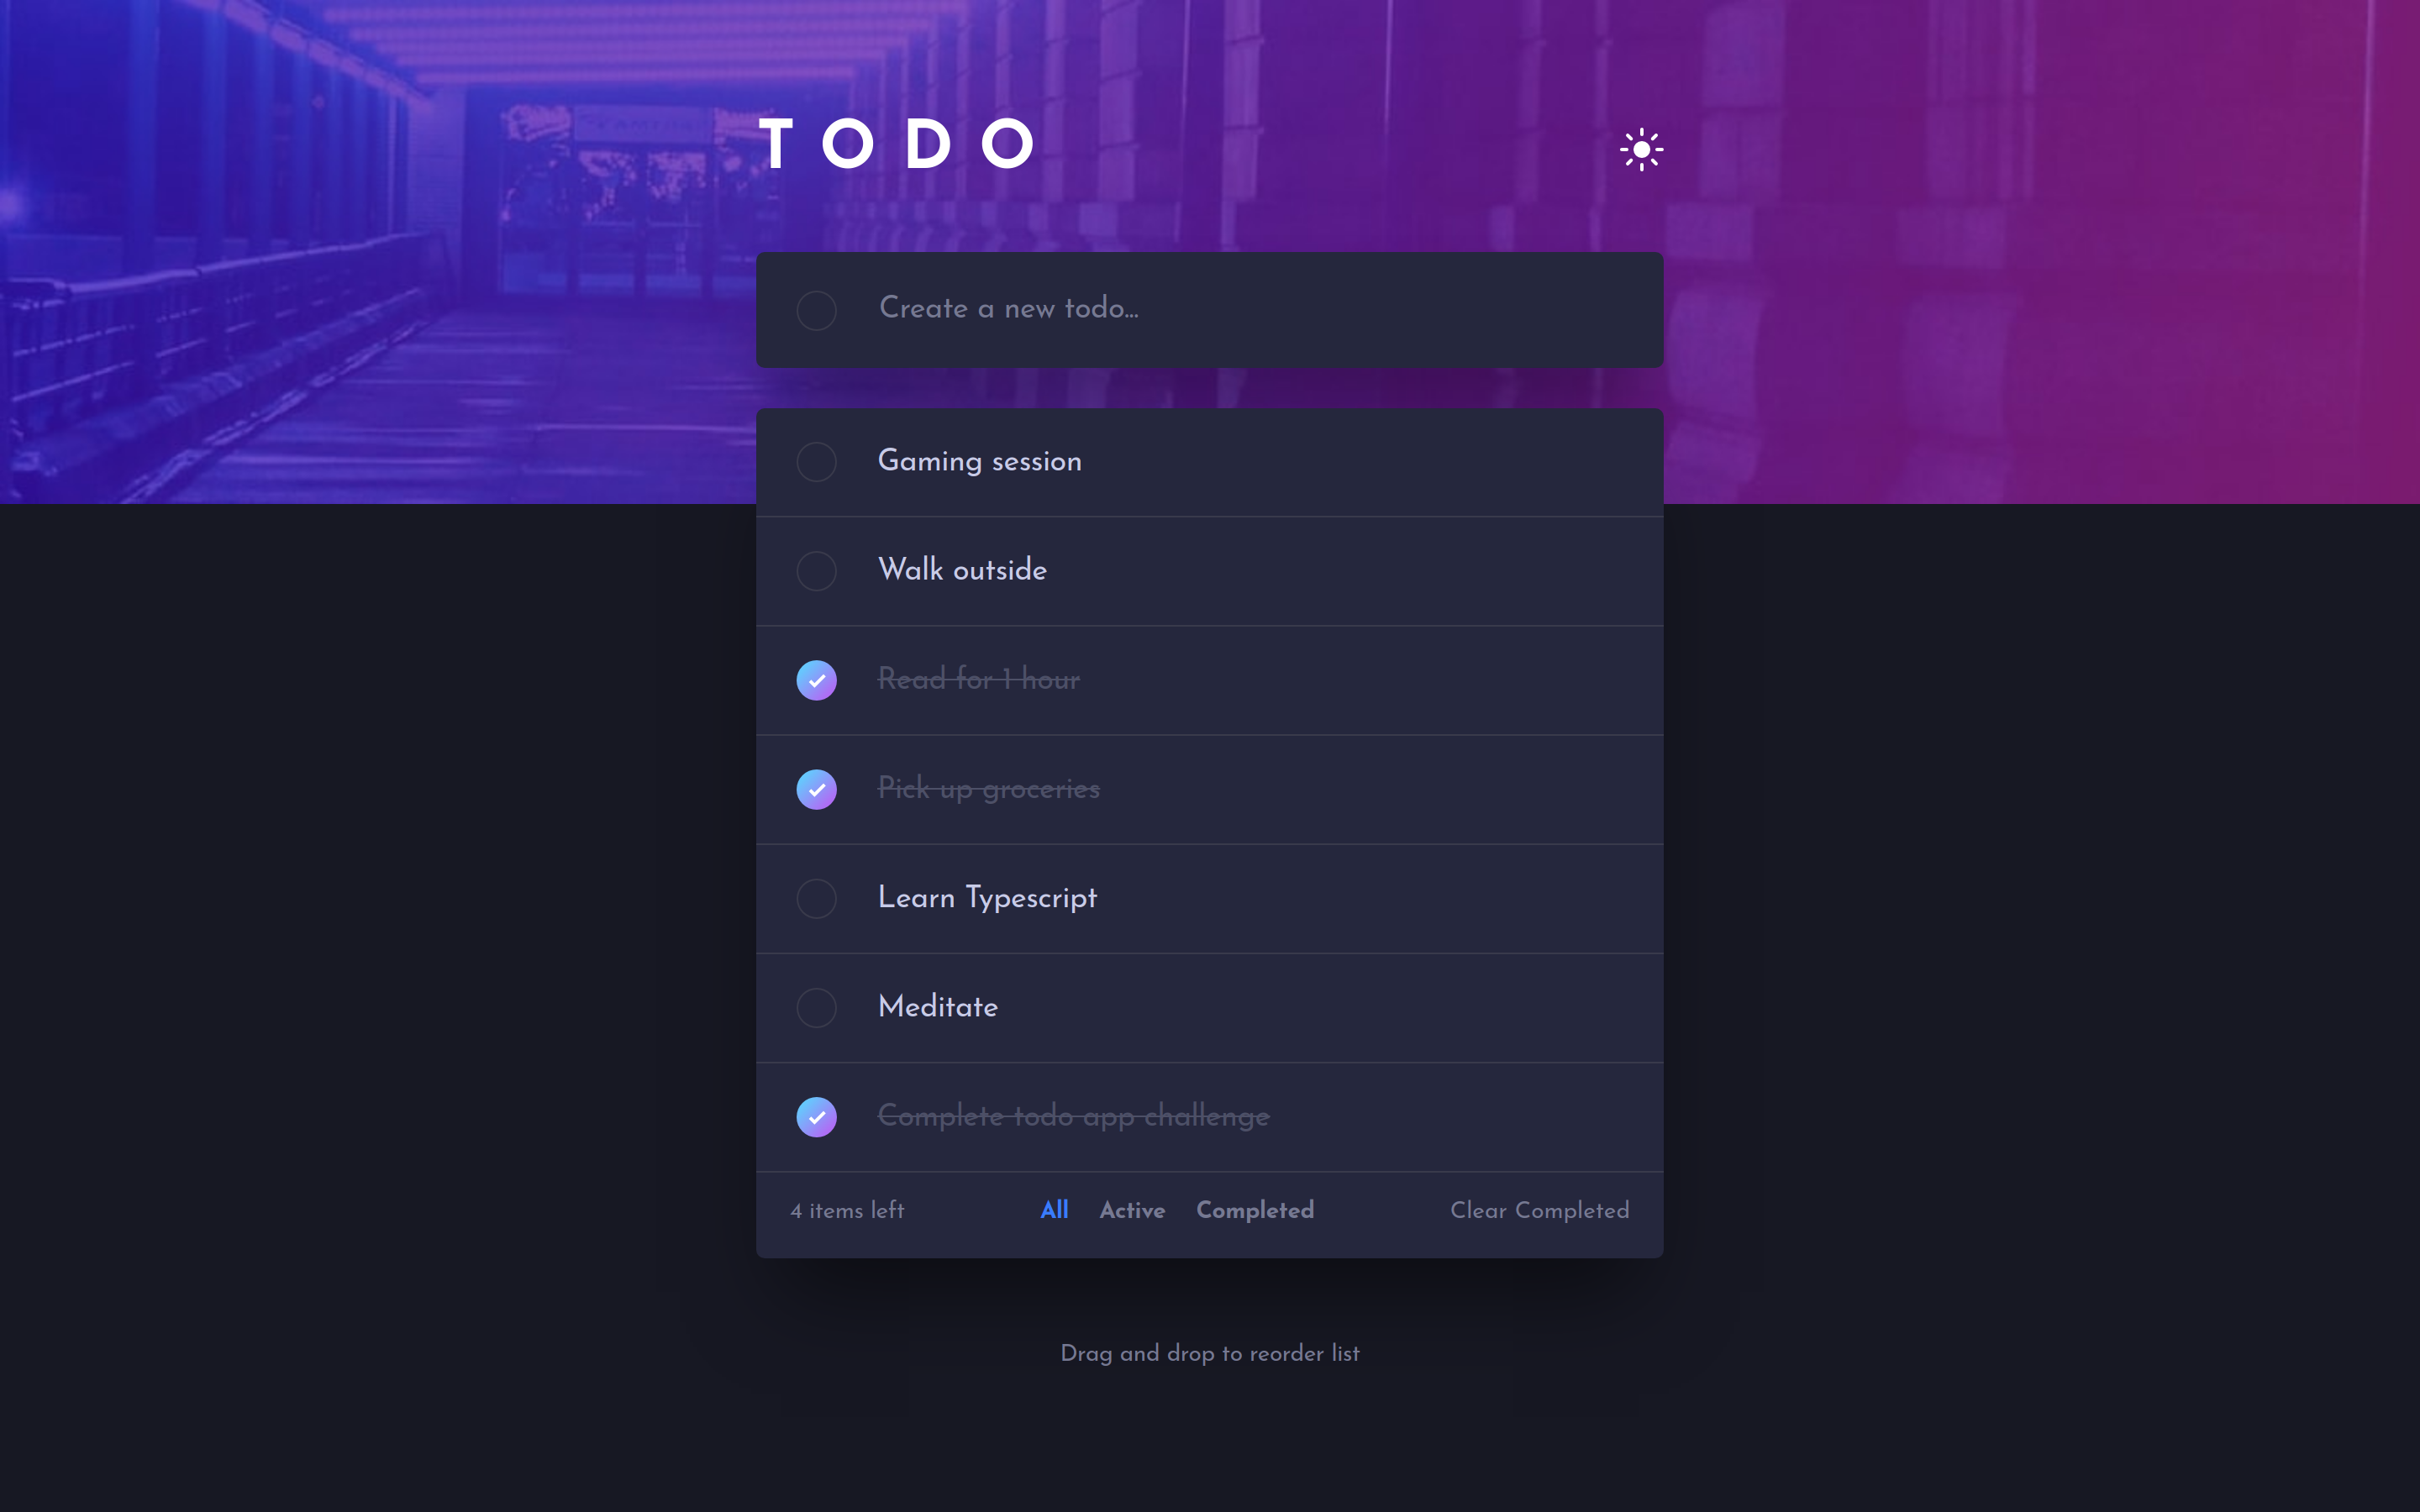 TODO
Create a new todo...
Gaming session
Walk outside
Read for 1 hour
Pick up groceries
Learn Typescript
Meditate
Complete todo app challenge
4 items left All Active Completed Clear Completed
Drag and drop to reorder list